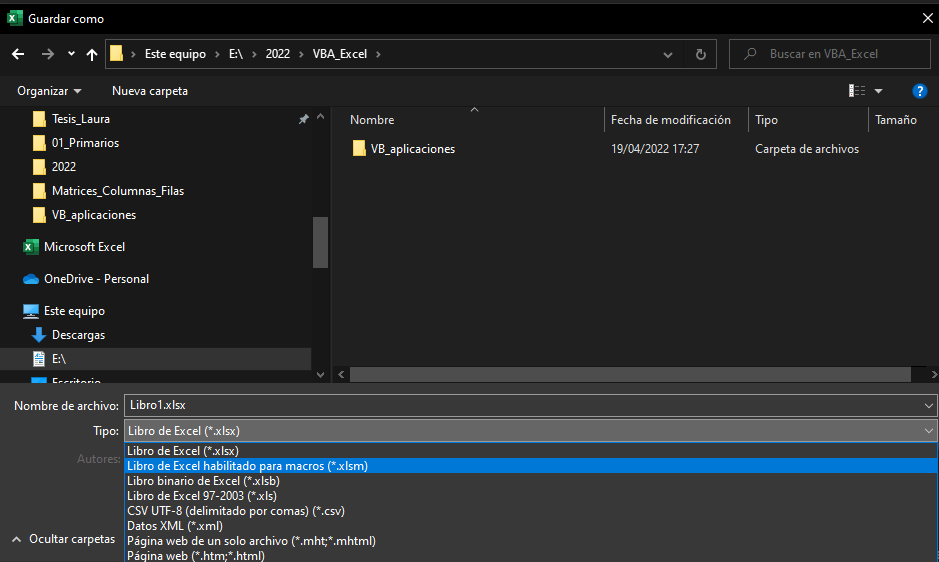 Guardar como
Este equipo > E:\ > 2022 > VBA_Excel >
Buscar en VBA_Excel
Organizar
Nueva carpeta
?
Tesis_Laura
01_Primarios
2022
Matrices_Columnas_Filas
VB_aplicaciones
Microsoft Excel
OneDrive - Personal
Este equipo
Descargas
E:\
Escritorio
Nombre Fecha de modificación Tipo Tamaño
VB_aplicaciones 19/04/2022 17:27 Carpeta de archivos
Nombre de archivo: Libro1.xlsx
Tipo: Libro de Excel (*.xlsx)
Autores:
Libro de Excel (*.xlsx)
Libro de Excel habilitado para macros (*.xlsm)
Libro binario de Excel (*.xlsb)
Libro de Excel 97-2003 (*.xls)
CSV UTF-8 (delimitado por comas) (*.csv)
Datos XML (*.xml)
Página web de un solo archivo (*.mht;*.mhtml)
Página web (*.htm;*.html)
Ocultar carpetas